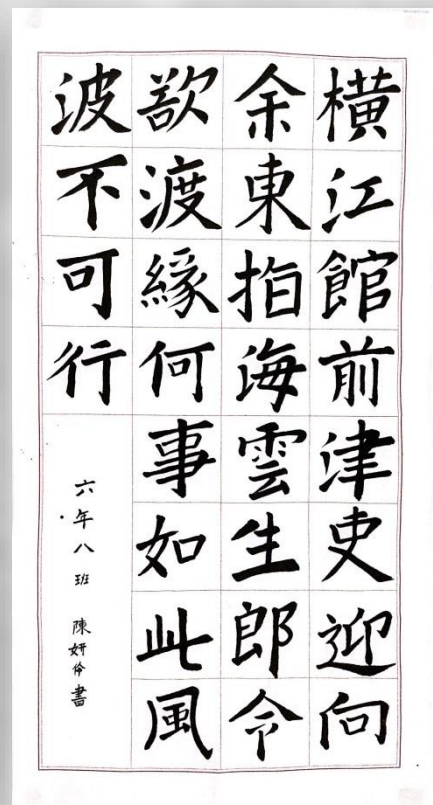 橫江館前津吏迎向
余東指海雲生郎今
欲渡緣何事如此風
波不可行
六年八班 陳妍伶書